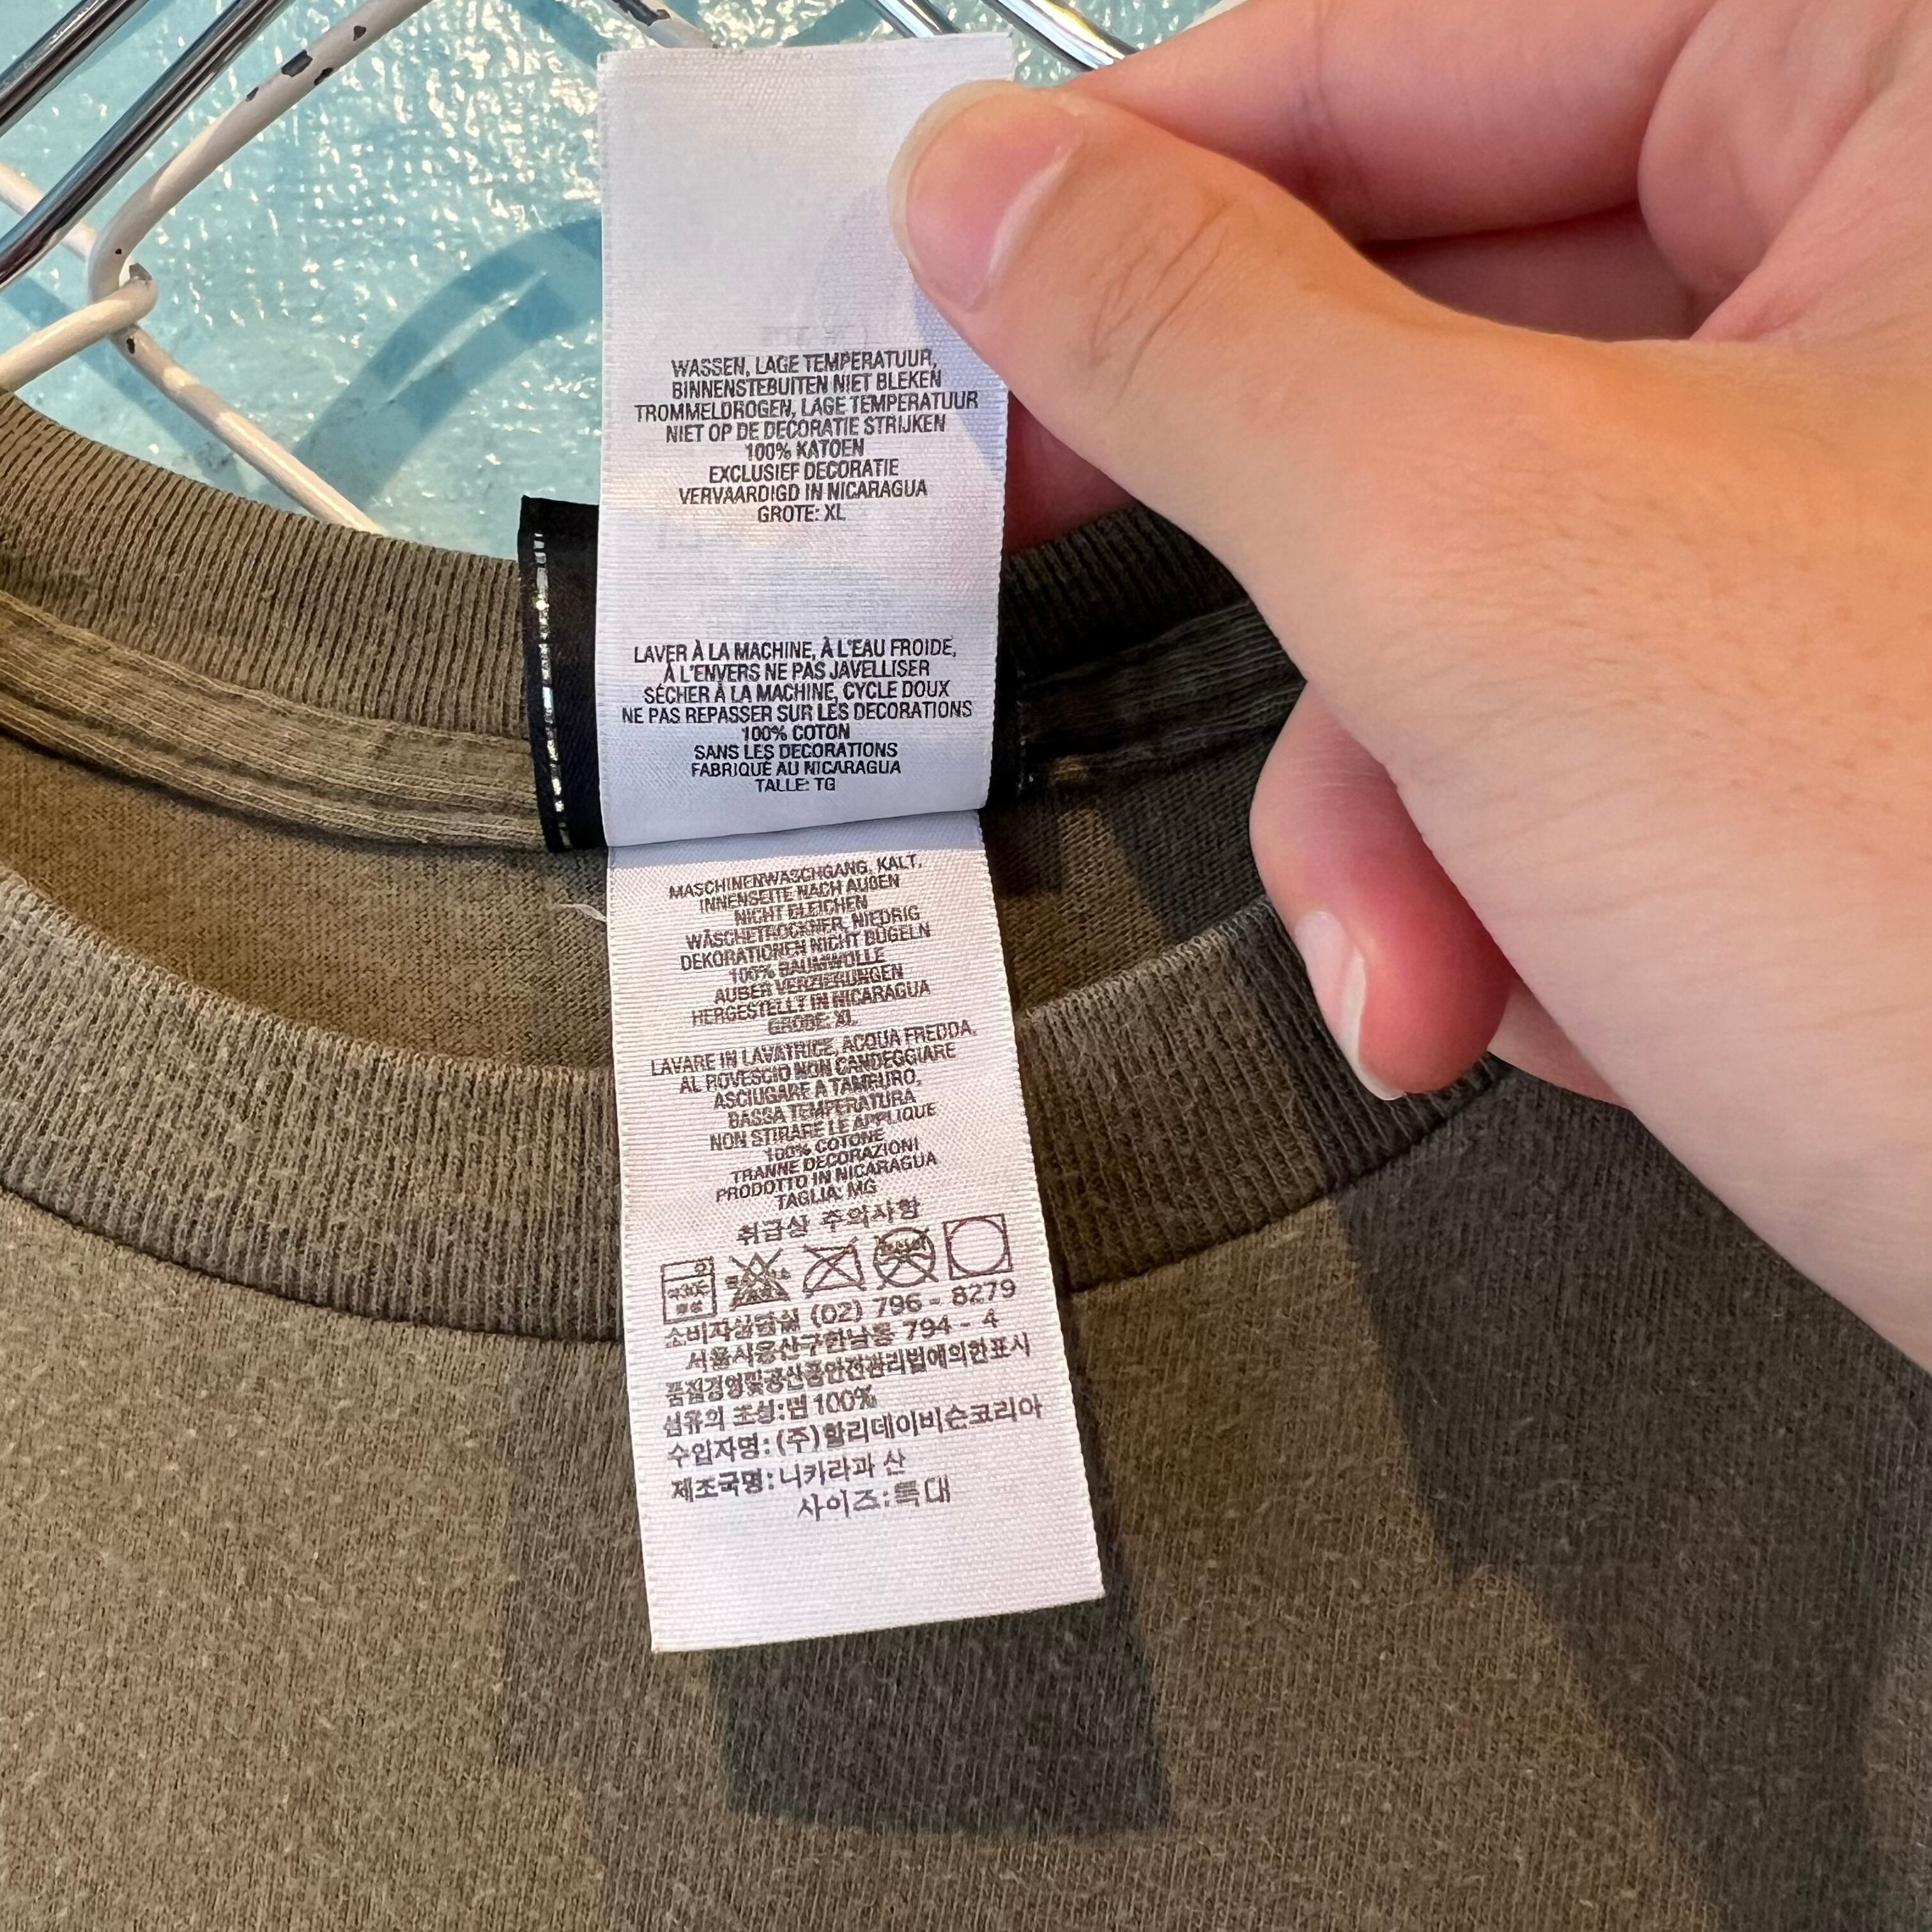 WASSEN, LAGE TEMPERATUUR,
BINNENSTEBUITEN NIET BLEKEN
TROMMELDROGEN, LAGE TEMPERATUUR
NIET OP DE DECORATIE STRIJKEN
100% KATOEN
EXCLUSIEF DECORATIE
VERVAARDIGD IN NICARAGUA
GROTE: XL
LAVER À LA MACHINE, À L'EAU FROIDE,
À L'ENVERS NE PAS JAVELLISER
SÉCHER À LA MACHINE, CYCLE DOUX
NE PAS REPASSER SUR LES DECORATIONS
100% COTON
SANS LES DECORATIONS
FABRIQUÉ AU NICARAGUA
TALLE: TG
MASCHINENWASCHGANG, KALT,
INNENSEITE NACH AUßEN
NICHT BLEICHEN
WÄSCHETROCKNER, NIEDRIG
DEKORATIONEN NICHT BÜGELN
100% BAUMWOLLE
AUßER VERZIERUNGEN
HERGESTELLT IN NICARAGUA
GRÖDE: XL
LAVARE IN LAVATRICE, ACQUA FREDDA,
AL ROVESCIO NON CANDEGGIARE
ASCIUGARE A TAMBURO,
BASSA TEMPERATURA
NON STIRARE LE APPLIQUE
100% COTONE
TRANNE DECORAZIONI
PRODOTTO IN NICARAGUA
TAGLIA: MG
취급상 주의사항
소비자상담실 (02) 796 - 8279
서울시용산구한남동 794 - 4
품질경영및공산품안전관리법에의한표시
섬유의 조성:면 100%
수입자명: (주)할리데이비슨코리아
제조국명: 니카라과 산
사이즈:특대